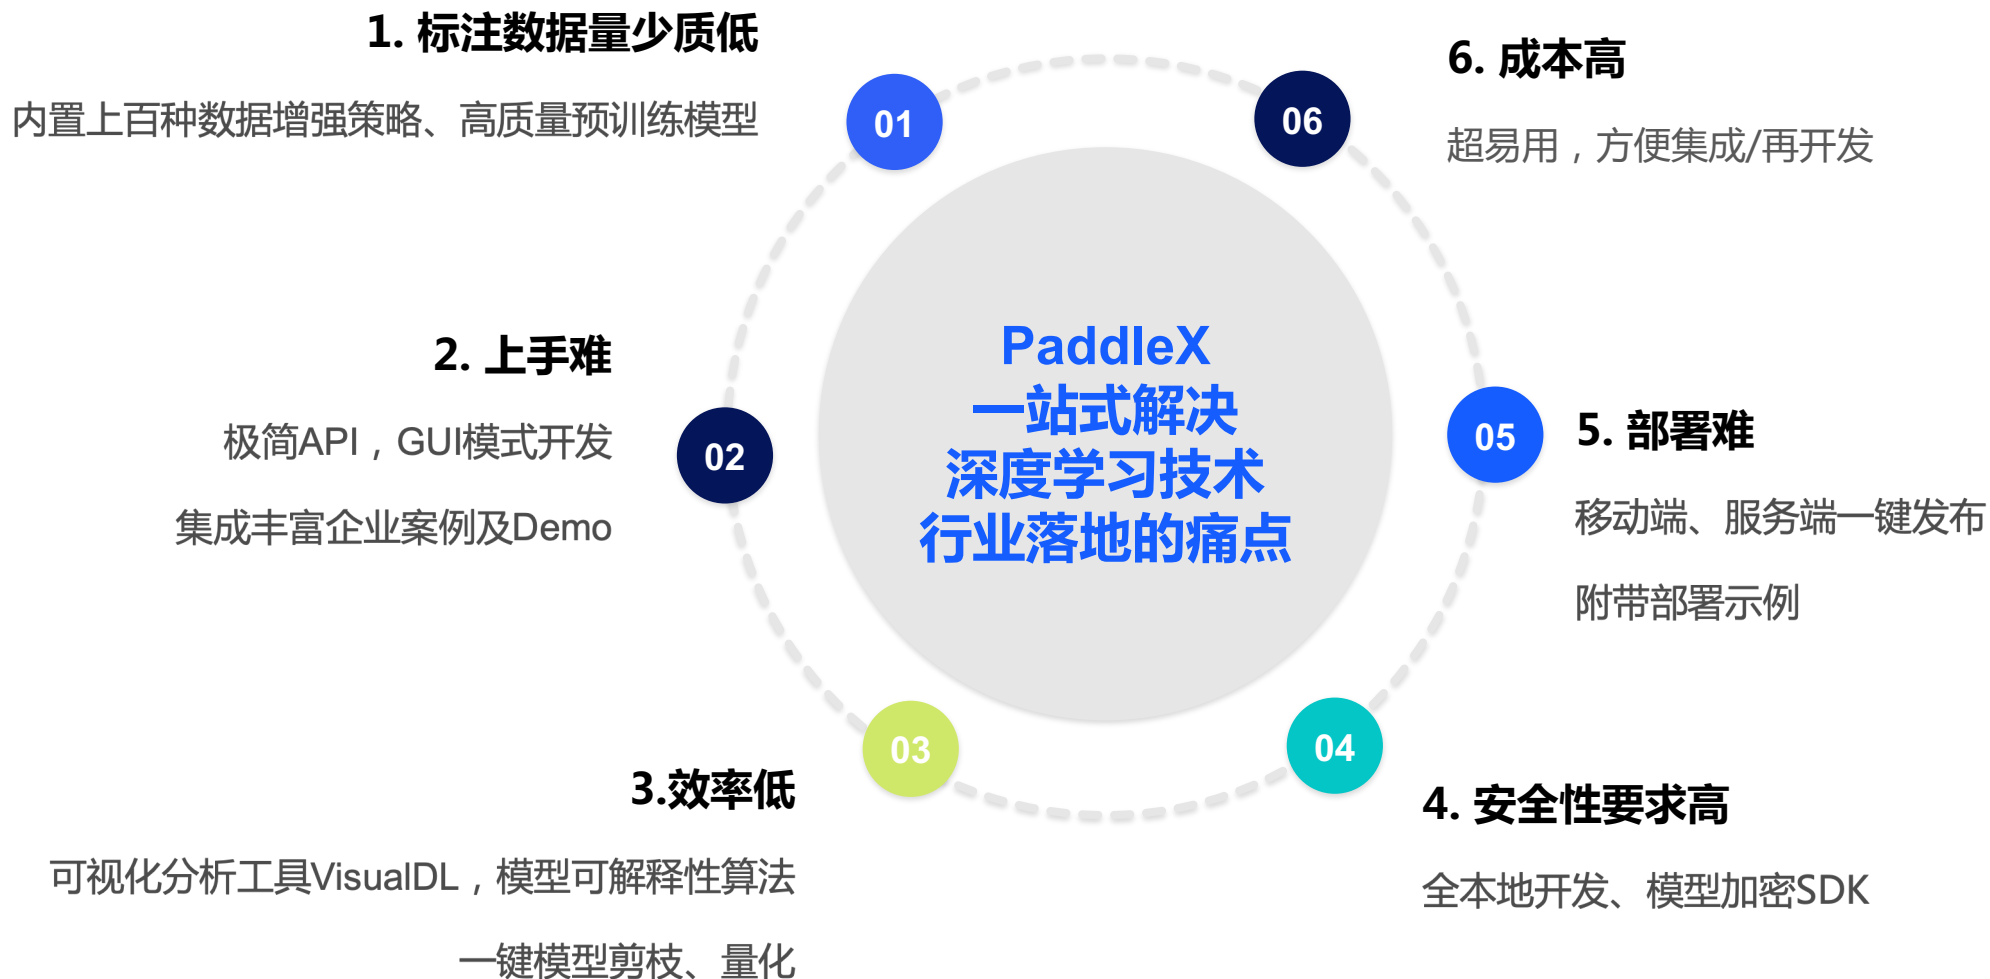 1. 标注数据量少质低
内置上百种数据增强策略、高质量预训练模型
01
2. 上手难
极简API，GUI模式开发
集成丰富企业案例及Demo
02
3.效率低
可视化分析工具VisualDL，模型可解释性算法
一键模型剪枝、量化
03
PaddleX
一站式解决
深度学习技术
行业落地的痛点
04
4. 安全性要求高
全本地开发、模型加密SDK
05
5. 部署难
移动端、服务端一键发布
附带部署示例
06
6. 成本高
超易用，方便集成/再开发